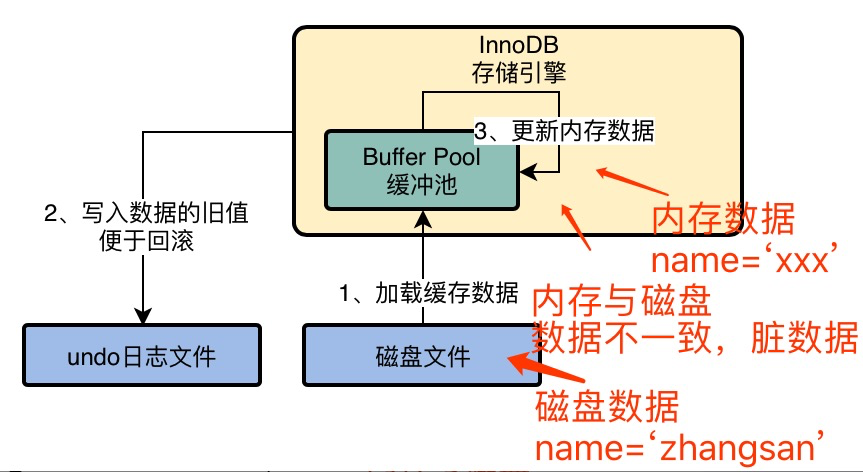 InnoDB
存储引擎
3、更新内存数据
Buffer Pool
缓冲池
2、写入数据的旧值
便于回滚
内存数据
name=‘xxx’
1、加载缓存数据
内存与磁盘
数据不一致，脏数据
undo日志文件
磁盘文件
磁盘数据
name=‘zhangsan’